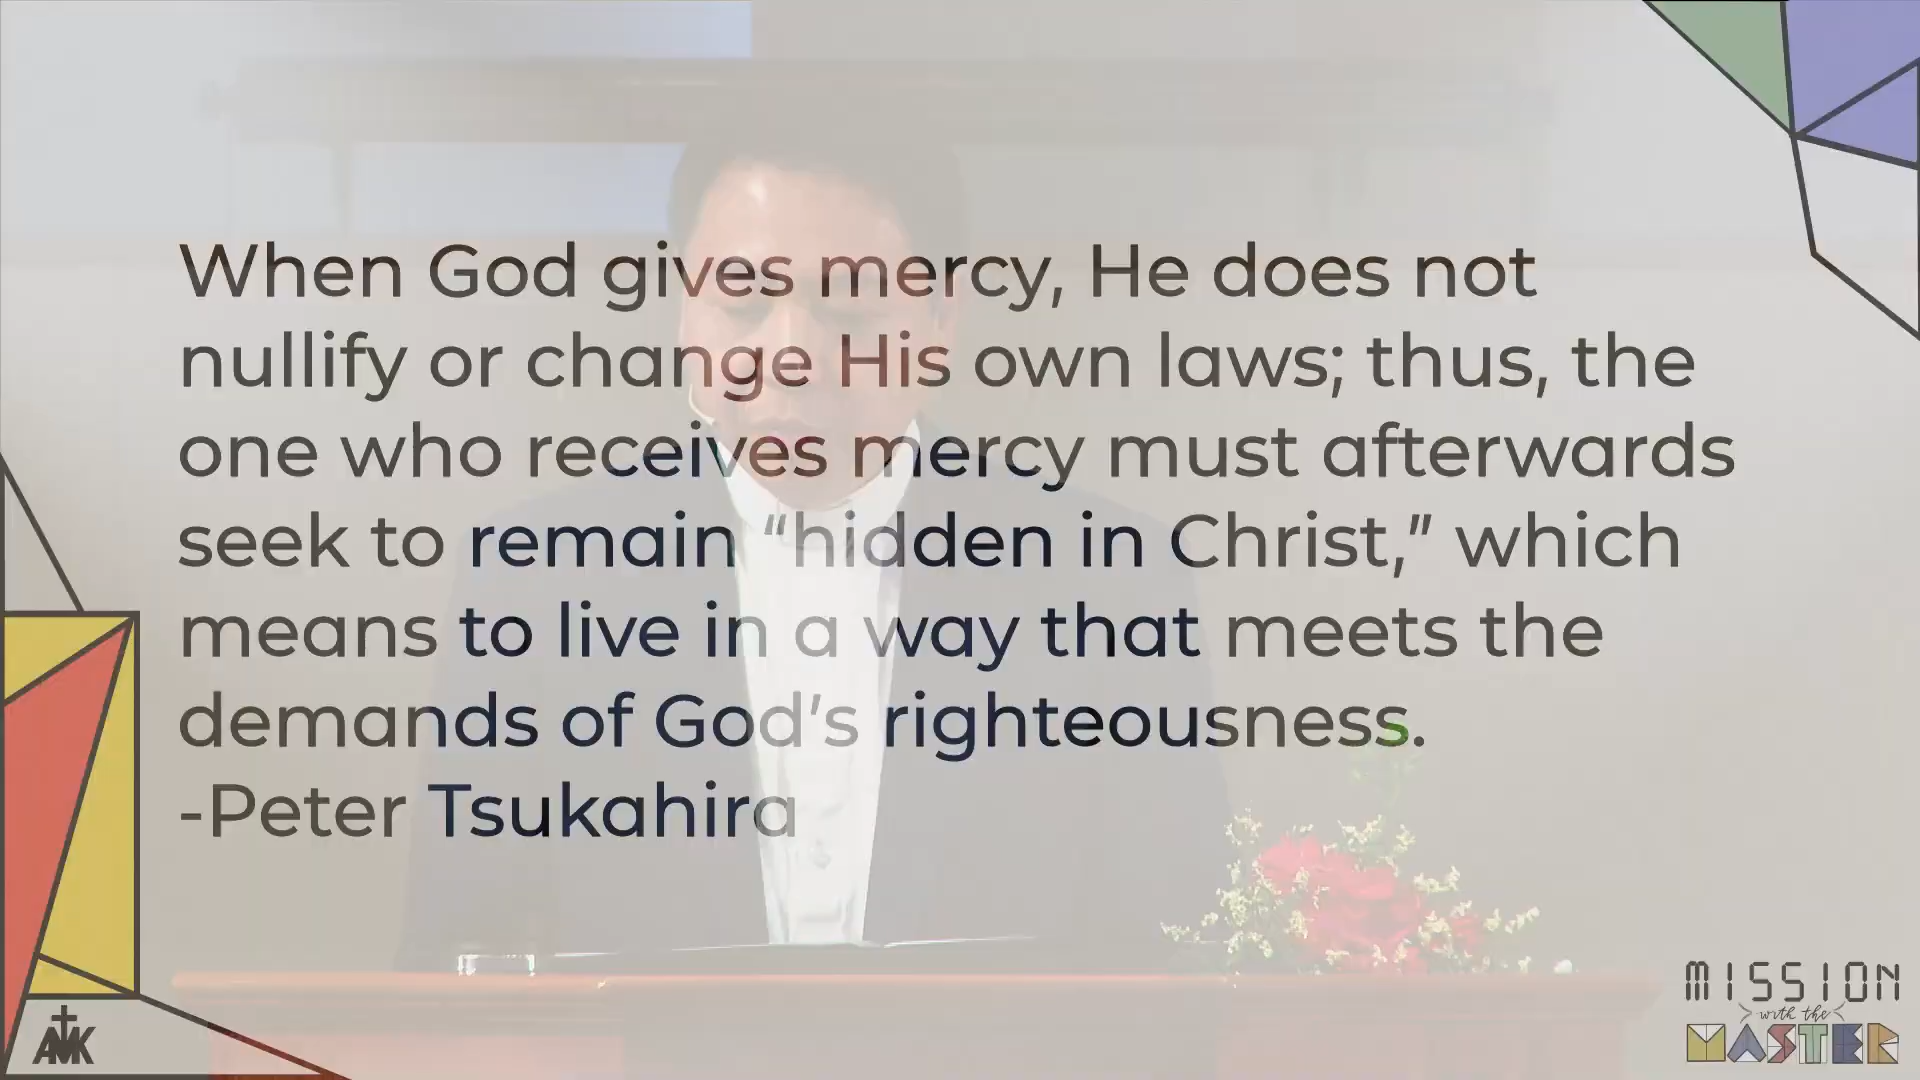 When God gives mercy, He does not
nullify or change His own laws; thus, the
one who receives mercy must afterwards
seek to remain “hidden in Christ,” which
means to live in a way that meets the
demands of God’s righteousness.
-Peter Tsukahira
AMK
MISSION
with the
MASTER